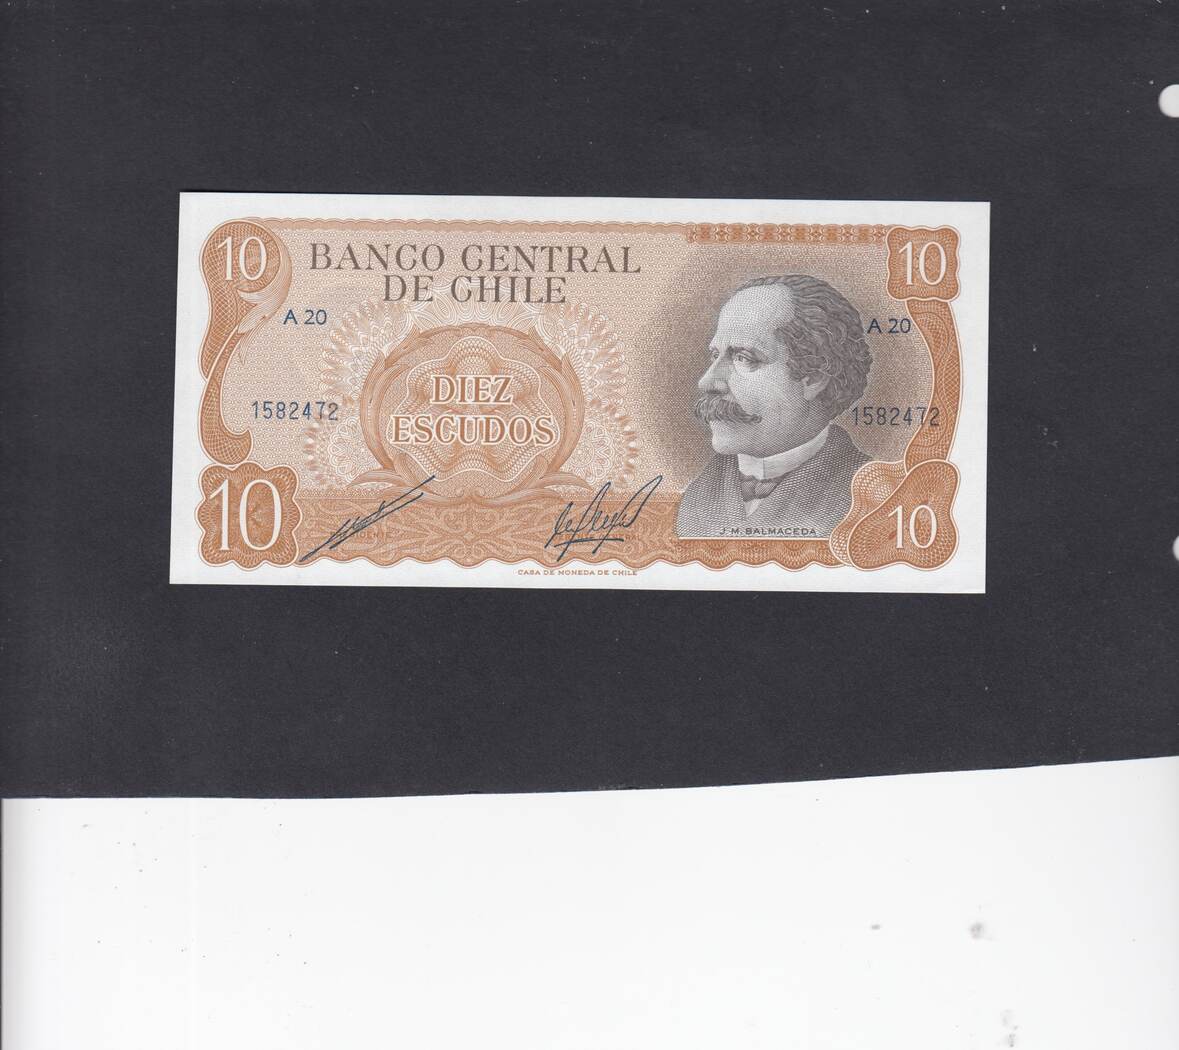 10
BANCO CENTRAL
DE CHILE
10
A 20
A 20
DIEZ
ESCUDOS
1582472
1582472
10
10
J. M. BALMACEDA
CASA DE MONEDA DE CHILE